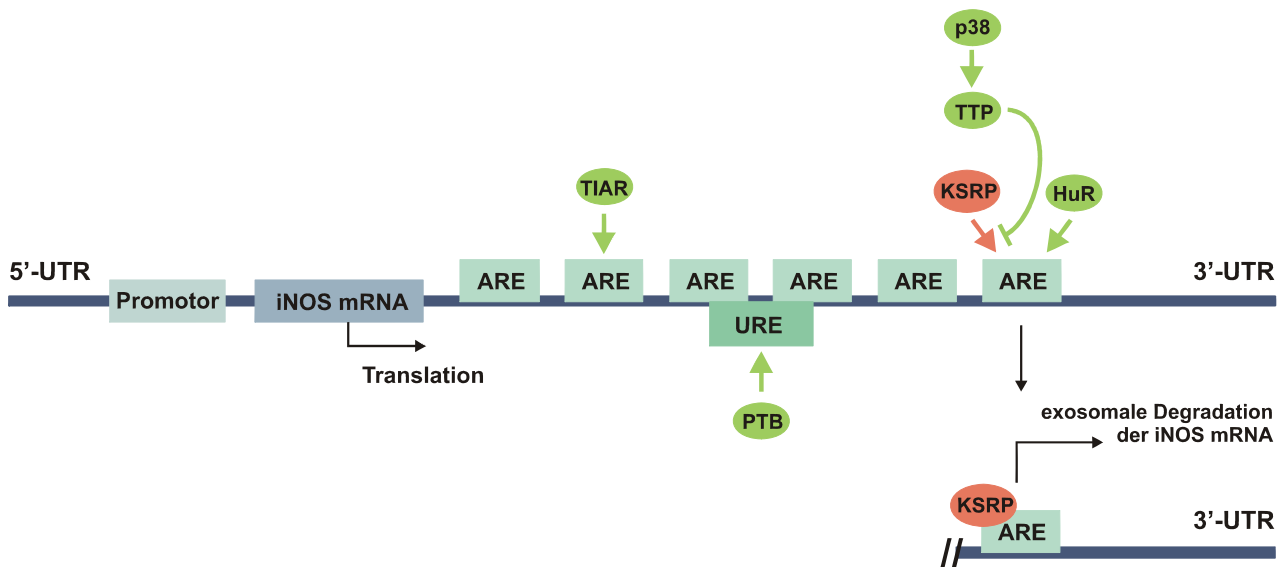 p38
TTP
TIAR
KSRP
HuR
5’-UTR
3’-UTR
ARE
ARE
ARE
ARE
ARE
ARE
Promotor
iNOS mRNA
URE
Translation
PTB
exosomale Degradation
der iNOS mRNA
KSRP
ARE
3’-UTR